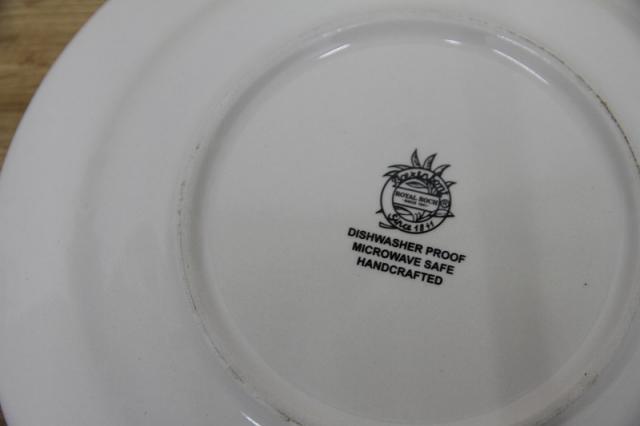 ROYAL BOCH
Since 1841
DISHWASHER PROOF
MICROWAVE SAFE
HANDCRAFTED